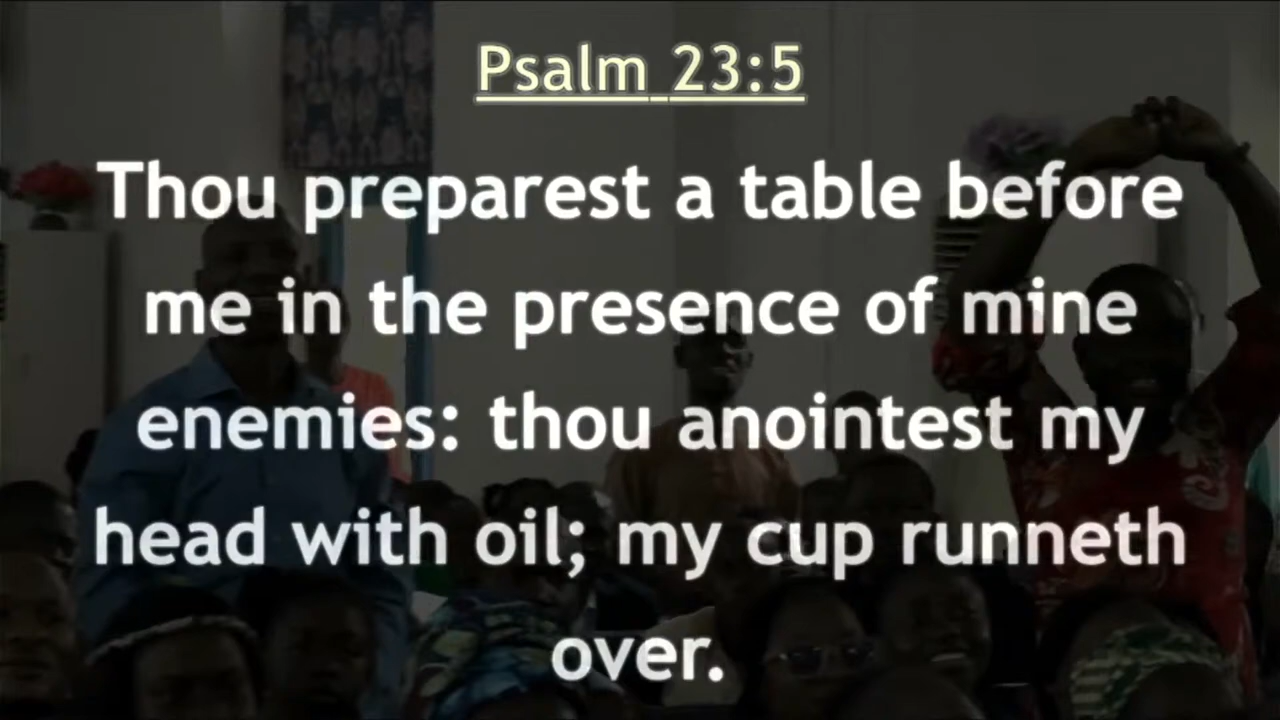 Psalm 23:5
Thou preparest a table before
me in the presence of mine
enemies: thou anointest my
head with oil; my cup runneth
over.